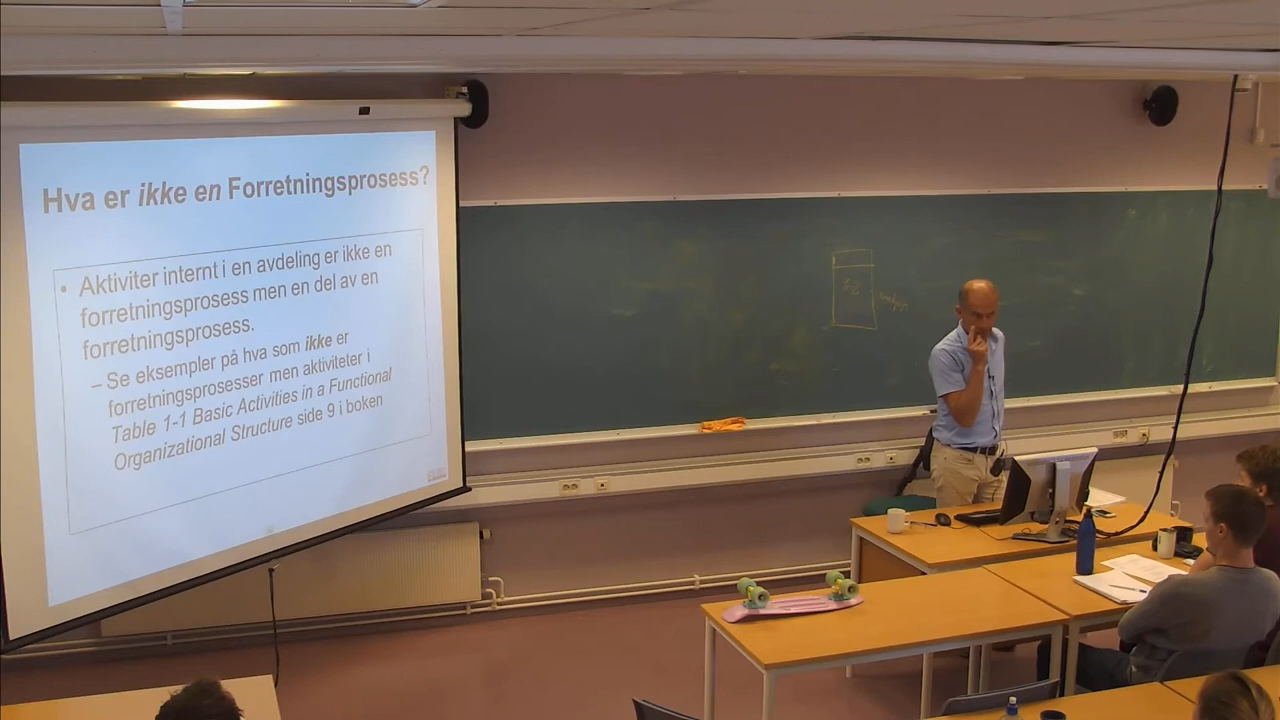 Hva er ikke en Forretningsprosess?
• Aktiviter internt i en avdeling er ikke en
forretningsprosess men en del av en
forretningsprosess.
– Se eksempler på hva som ikke er
forretningsprosesser men aktiviteter i
Table 1-1 Basic Activities in a Functional
Organizational Structure side 9 i boken